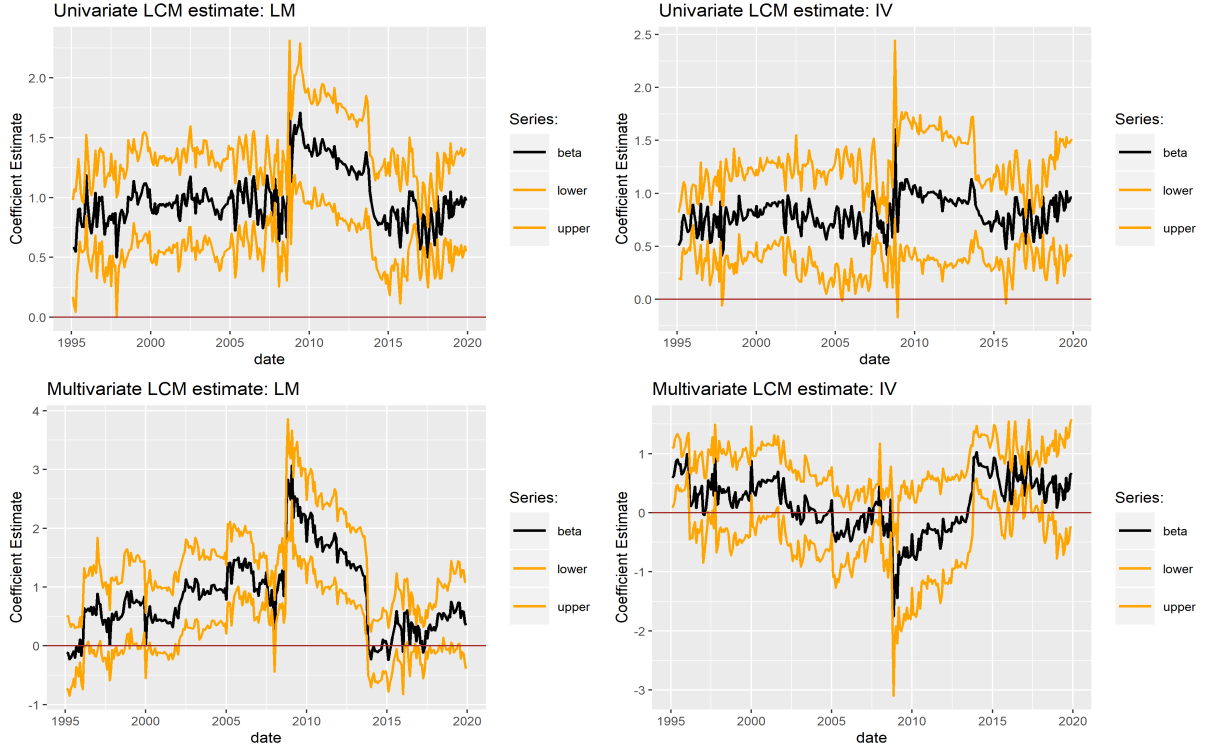 Univariate LCM estimate: LM
Coefficient Estimate
2.0
1.5
1.0
0.5
0.0
1995 2000 2005 2010 2015 2020
date
Series:
beta
lower
upper
Univariate LCM estimate: IV
Coefficient Estimate
2.5
2.0
1.5
1.0
0.5
0.0
1995 2000 2005 2010 2015 2020
date
Series:
beta
lower
upper
Multivariate LCM estimate: LM
Coefficient Estimate
4
3
2
1
0
-1
1995 2000 2005 2010 2015 2020
date
Series:
beta
lower
upper
Multivariate LCM estimate: IV
Coefficient Estimate
1
0
-1
-2
-3
1995 2000 2005 2010 2015 2020
date
Series:
beta
lower
upper